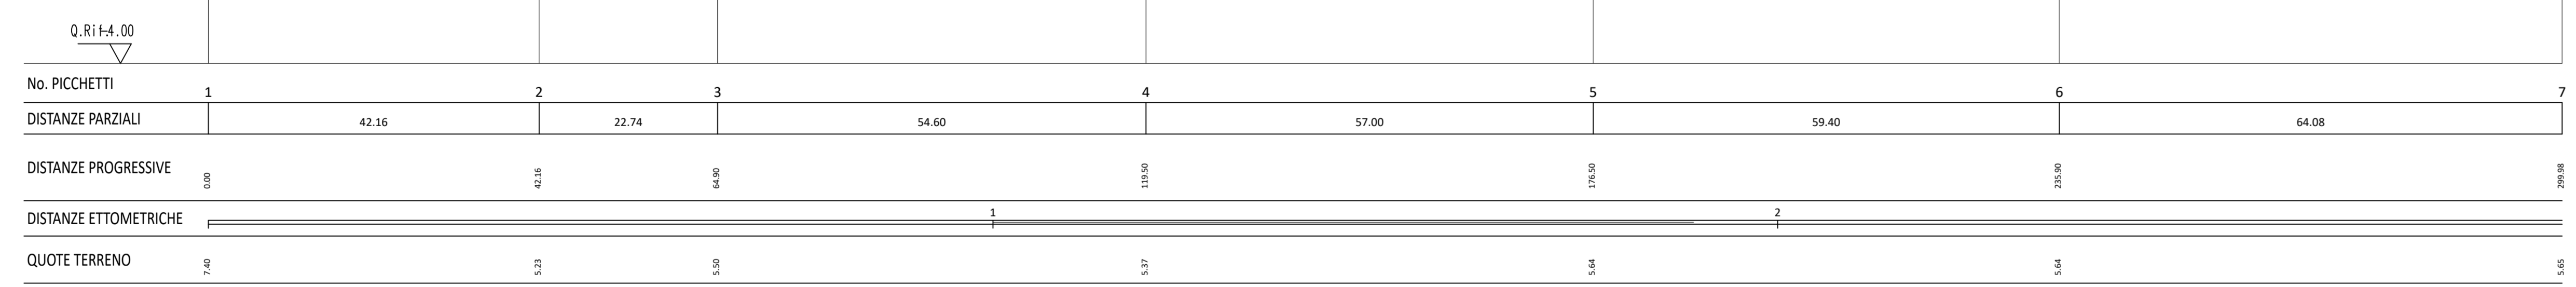 Q.Rif-4.00
No. PICCHETTI
1 2 3 4 5 6 7
DISTANZE PARZIALI 42.16 22.74 54.60 57.00 59.40 64.08
DISTANZE PROGRESSIVE 0.00 42.16 64.90 119.50 176.50 235.90 299.98
DISTANZE ETTOMETRICHE 1 2
QUOTE TERRENO 7.40 5.23 5.50 5.37 5.64 5.64 5.65